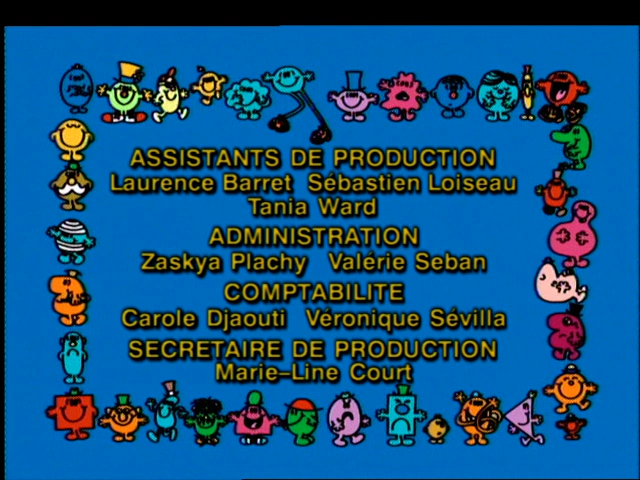 ASSISTANTS DE PRODUCTION
Laurence Barret Sébastien Loiseau
Tania Ward
ADMINISTRATION
Zaskya Plachy Valérie Seban
COMPTABILITE
Carole Djaouti Véronique Sévilla
SECRETAIRE DE PRODUCTION
Marie-Line Court